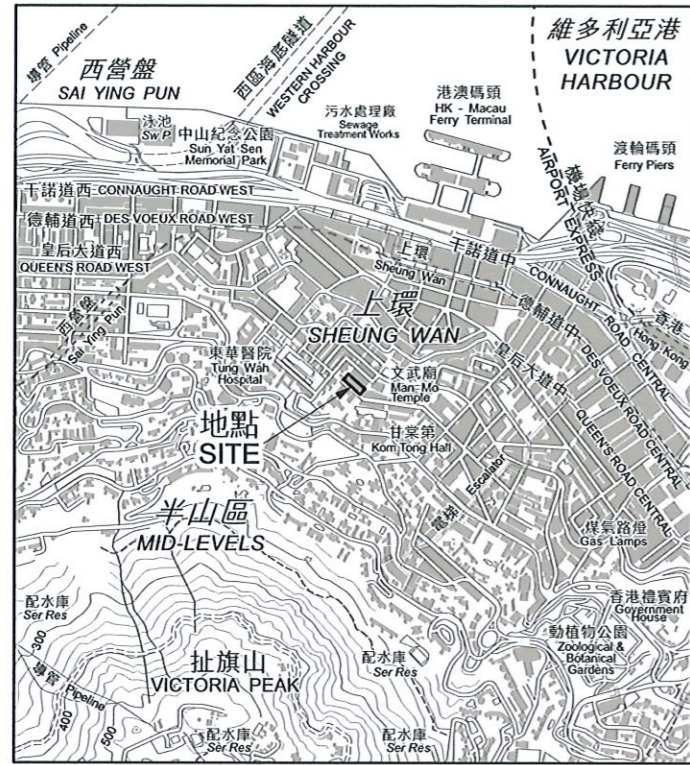 導管 Pipeline
西區海底隧道
WESTERN HARBOUR
CROSSING
維多利亞港
VICTORIA
HARBOUR
西營盤
SAI YING PUN
泳池
Sw P
中山紀念公園
Sun Yat Sen
Memorial Park
污水處理廠
Sewage
Treatment Works
港澳碼頭
HK - Macau
Ferry Terminal
渡輪碼頭
Ferry Piers
機場快綫
AIRPORT EXPRESS
干諾道西 CONNAUGHT ROAD WEST
德輔道西 DES VOEUX ROAD WEST
皇后大道西
QUEEN'S ROAD WEST
上環
Sheung Wan
干諾道中 CONNAUGHT ROAD CENTRAL
德輔道中 DES VOEUX ROAD CENTRAL
皇后大道中 QUEEN'S ROAD CENTRAL
香港
Hong Kong
西營盤
Sai Ying Pun
上環
SHEUNG WAN
東華醫院
Tung Wah
Hospital
文武廟
Man Mo
Temple
地點
SITE
甘棠第
Kom Tong Hall
Escalator
電梯
煤氣路燈
Gas Lamps
半山區
MID-LEVELS
香港禮賓府
Government
House
動植物公園
Zoological &
Botanical
Gardens
配水庫
Ser Res
300
導管 Pipeline
400
500
扯旗山
VICTORIA PEAK
配水庫
Ser Res
配水庫
Ser Res
配水庫
Ser Res